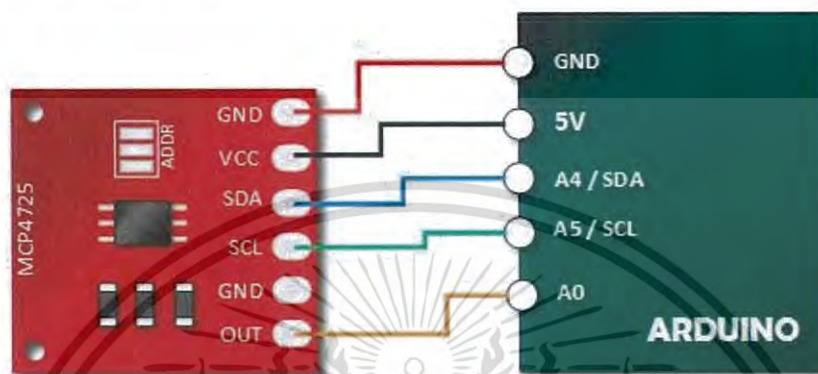 MCP4725
ADDR
GND
VCC
SDA
SCL
GND
OUT
GND
5V
A4 / SDA
A5 / SCL
A0
ARDUINO